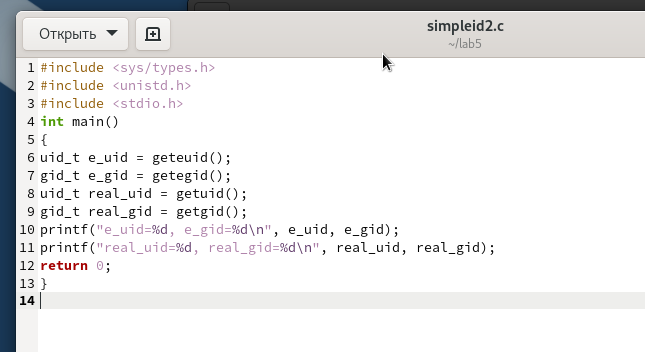 Открыть
simpleid2.c
~/lab5
1 #include <sys/types.h>
2 #include <unistd.h>
3 #include <stdio.h>
4 int main()
5 {
6 uid_t e_uid = geteuid();
7 gid_t e_gid = getegid();
8 uid_t real_uid = getuid();
9 gid_t real_gid = getgid();
10 printf("e_uid=%d, e_gid=%d\n", e_uid, e_gid);
11 printf("real_uid=%d, real_gid=%d\n", real_uid, real_gid);
12 return 0;
13 }
14